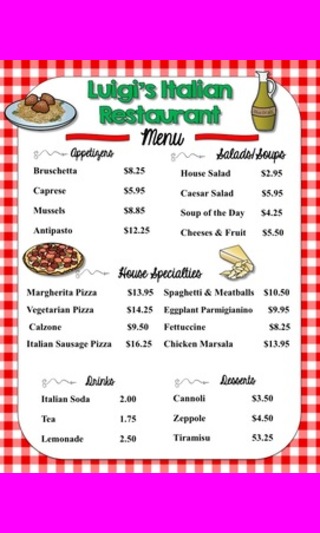 Luigi's Italian
Restaurant
Menu
Appetizers
Bruschetta $8.25
Caprese $5.95
Mussels $8.85
Antipasto $12.25
Salads/Soups
House Salad $2.95
Caesar Salad $5.95
Soup of the Day $4.25
Cheeses & Fruit $5.50
House Specialties
Margherita Pizza $13.95
Vegetarian Pizza $14.25
Calzone $9.50
Italian Sausage Pizza $16.25
Spaghetti & Meatballs $10.50
Eggplant Parmigianino $9.95
Fettuccine $8.25
Chicken Marsala $13.95
Drinks
Italian Soda 2.00
Tea 1.75
Lemonade 2.50
Desserts
Cannoli $3.50
Zeppole $4.50
Tiramisu 53.25